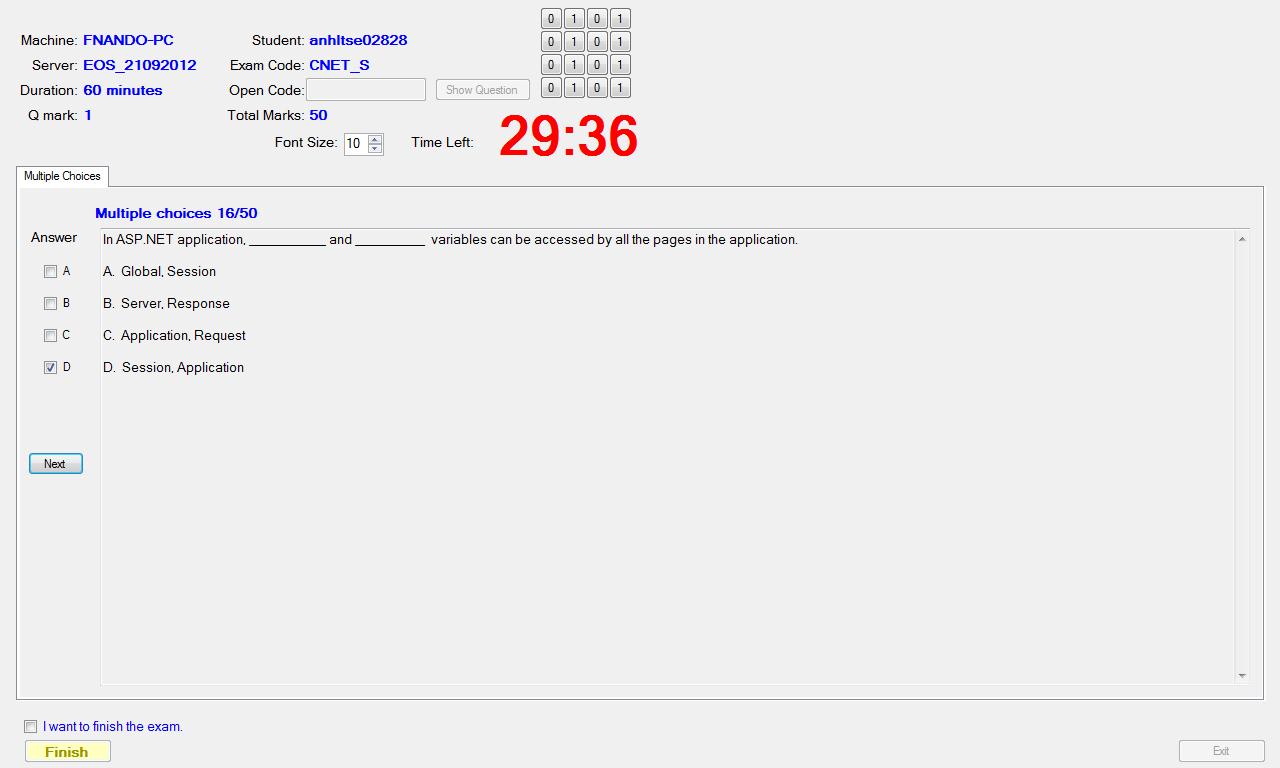 Machine: FNANDO-PC
Student: anhltse02828
Server: EOS_21092012
Exam Code: CNET_S
Duration: 60 minutes
Open Code:
Show Question
Q mark: 1
Total Marks: 50
Font Size: 10
Time Left: 29:36
0 1 0 1
0 1 0 1
0 1 0 1
0 1 0 1
Multiple Choices
Multiple choices 16/50
Answer
In ASP.NET application, ___________ and __________ variables can be accessed by all the pages in the application.
A
A. Global, Session
B
B. Server, Response
C
C. Application, Request
D
D. Session, Application
Next
I want to finish the exam.
Finish
Exit